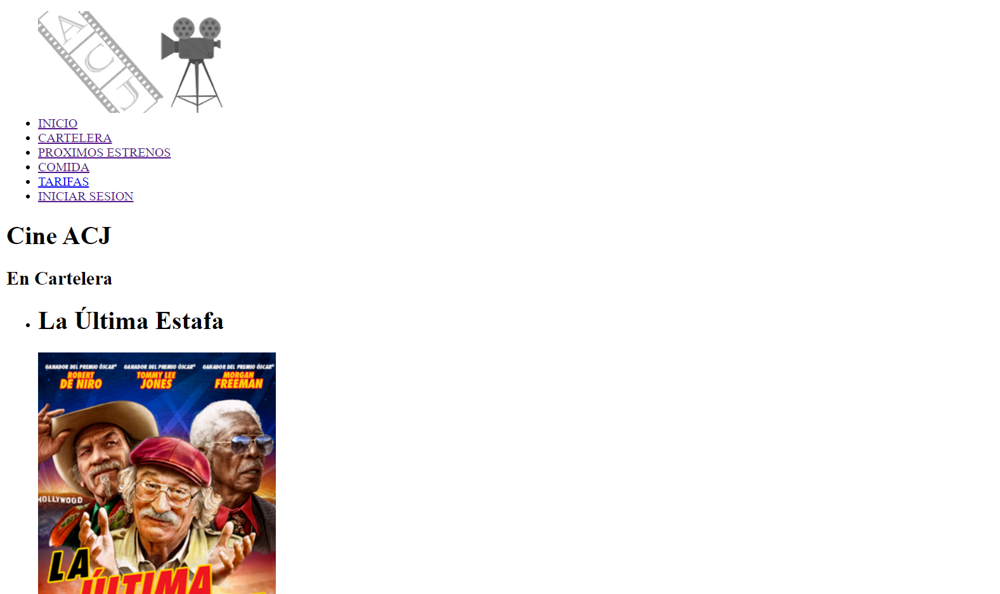 ACJ
INICIO
CARTELERA
PROXIMOS ESTRENOS
COMIDA
TARIFAS
INICIAR SESION
Cine ACJ
En Cartelera
La Última Estafa
GANADOR DEL PREMIO ÓSCAR® GANADOR DEL PREMIO ÓSCAR® GANADOR DEL PREMIO ÓSCAR®
ROBERT TOMMY LEE MORGAN
DE NIRO JONES FREEMAN
HOLLYWOOD
LA
ÚLTIMA